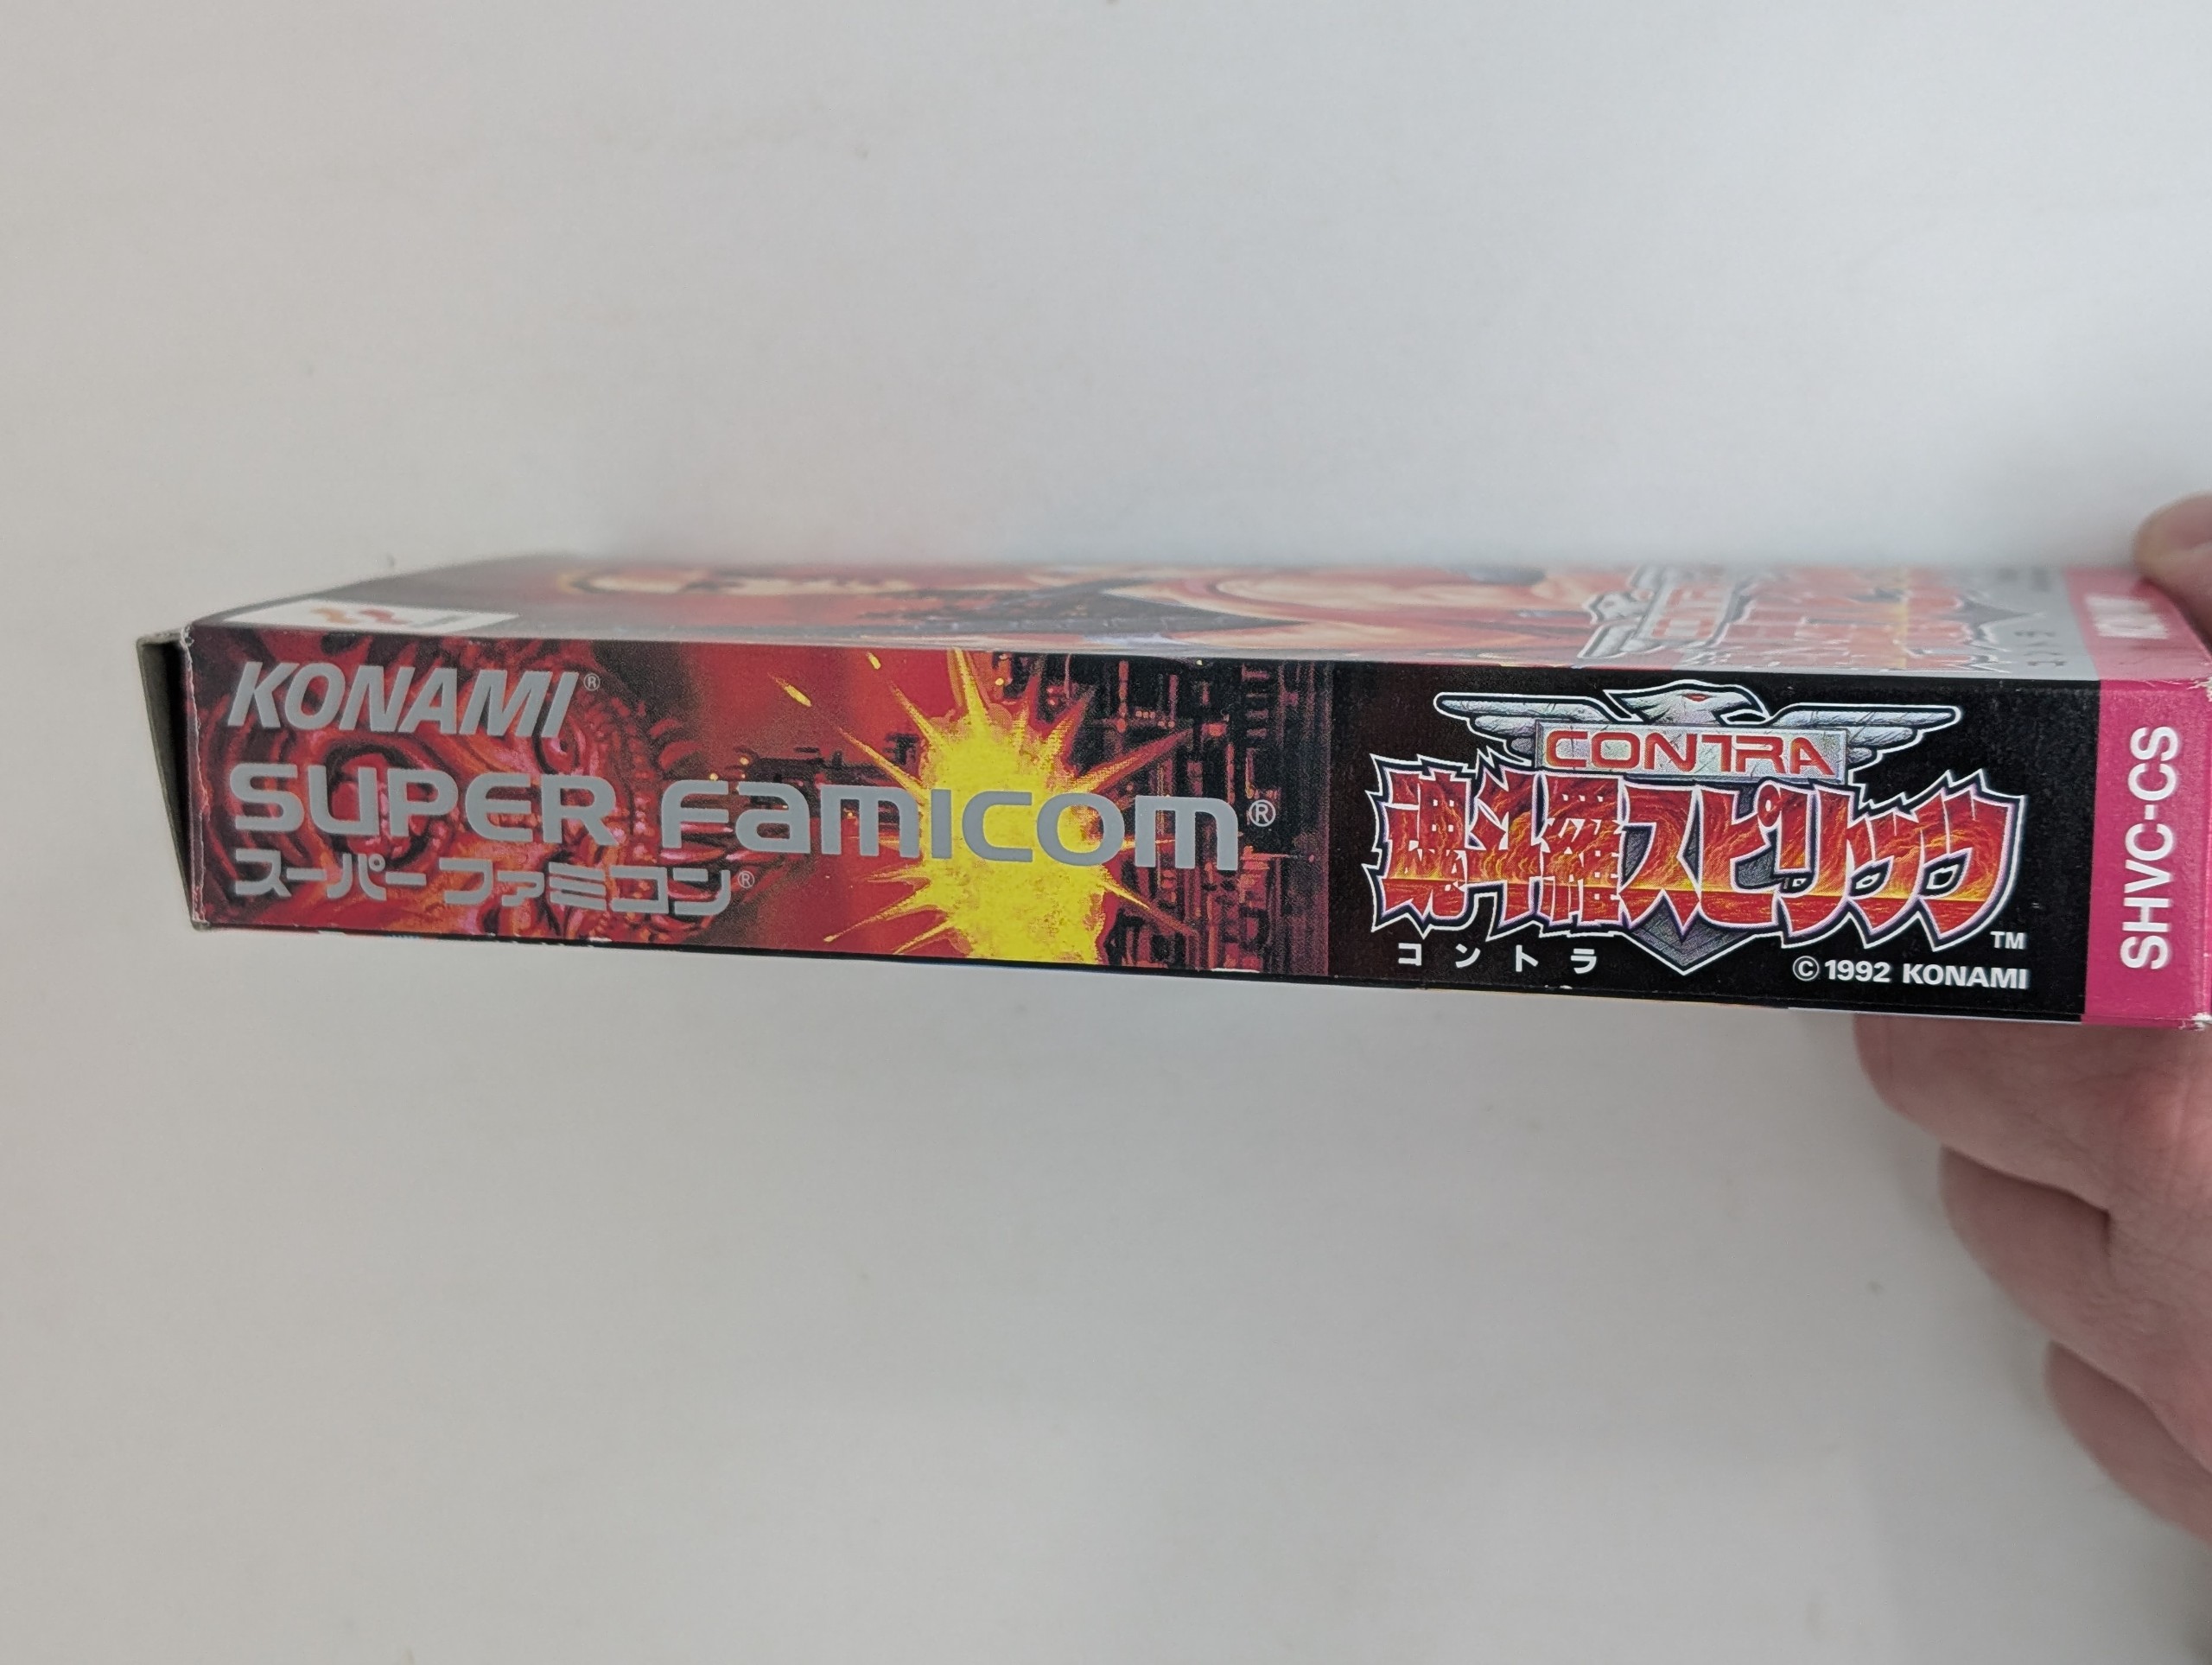 KONAMI®
SUPER FAMICOM®
スーパーファミコン®
CONTRA
魂斗羅スピリッツ
コントラ
TM
©1992 KONAMI
SHVC-CS